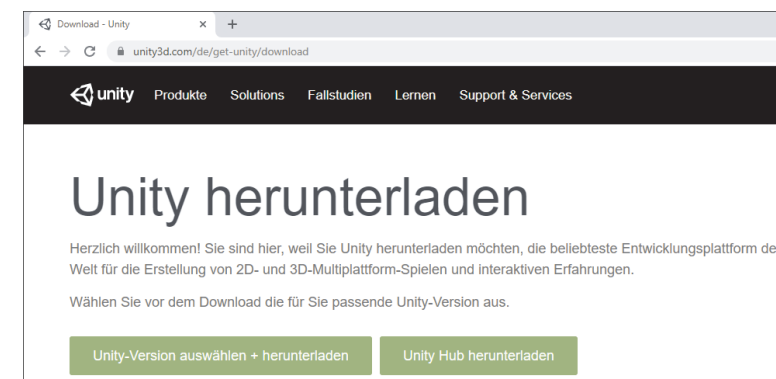 Download - Unity
unity3d.com/de/get-unity/download
unity Produkte Solutions Fallstudien Lernen Support & Services
Unity herunterladen
Herzlich willkommen! Sie sind hier, weil Sie Unity herunterladen möchten, die beliebteste Entwicklungsplattform de
Welt für die Erstellung von 2D- und 3D-Multiplattform-Spielen und interaktiven Erfahrungen.
Wählen Sie vor dem Download die für Sie passende Unity-Version aus.
Unity-Version auswählen + herunterladen Unity Hub herunterladen